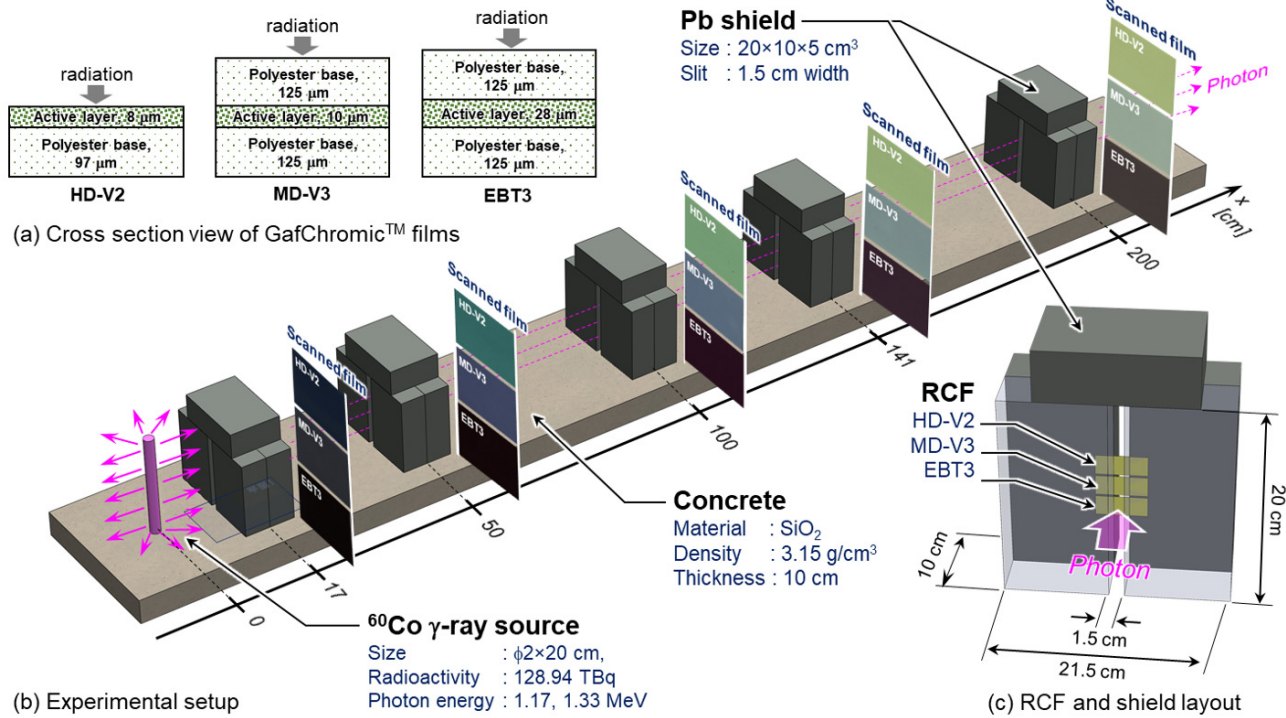 radiation
Active layer, 8 μm
Polyester base,
97 μm
HD-V2
radiation
Polyester base,
125 μm
Active layer, 10 μm
Polyester base,
125 μm
MD-V3
radiation
Polyester base,
125 μm
Active layer, 28 μm
Polyester base,
125 μm
EBT3
(a) Cross section view of GafChromic™ films
Pb shield
Size : 20×10×5 cm³
Slit : 1.5 cm width
Scanned film
HD-V2
MD-V3
EBT3
Scanned film
HD-V2
MD-V3
EBT3
Scanned film
HD-V2
MD-V3
EBT3
Scanned film
HD-V2
MD-V3
EBT3
Scanned film
HD-V2
MD-V3
EBT3
Photon
x
[cm]
0
17
50
100
141
200
Concrete
Material : SiO₂
Density : 3.15 g/cm³
Thickness : 10 cm
⁶⁰Co γ-ray source
Size : ϕ2×20 cm,
Radioactivity : 128.94 TBq
Photon energy : 1.17, 1.33 MeV
(b) Experimental setup
RCF
HD-V2
MD-V3
EBT3
Photon
10 cm
20 cm
1.5 cm
21.5 cm
(c) RCF and shield layout